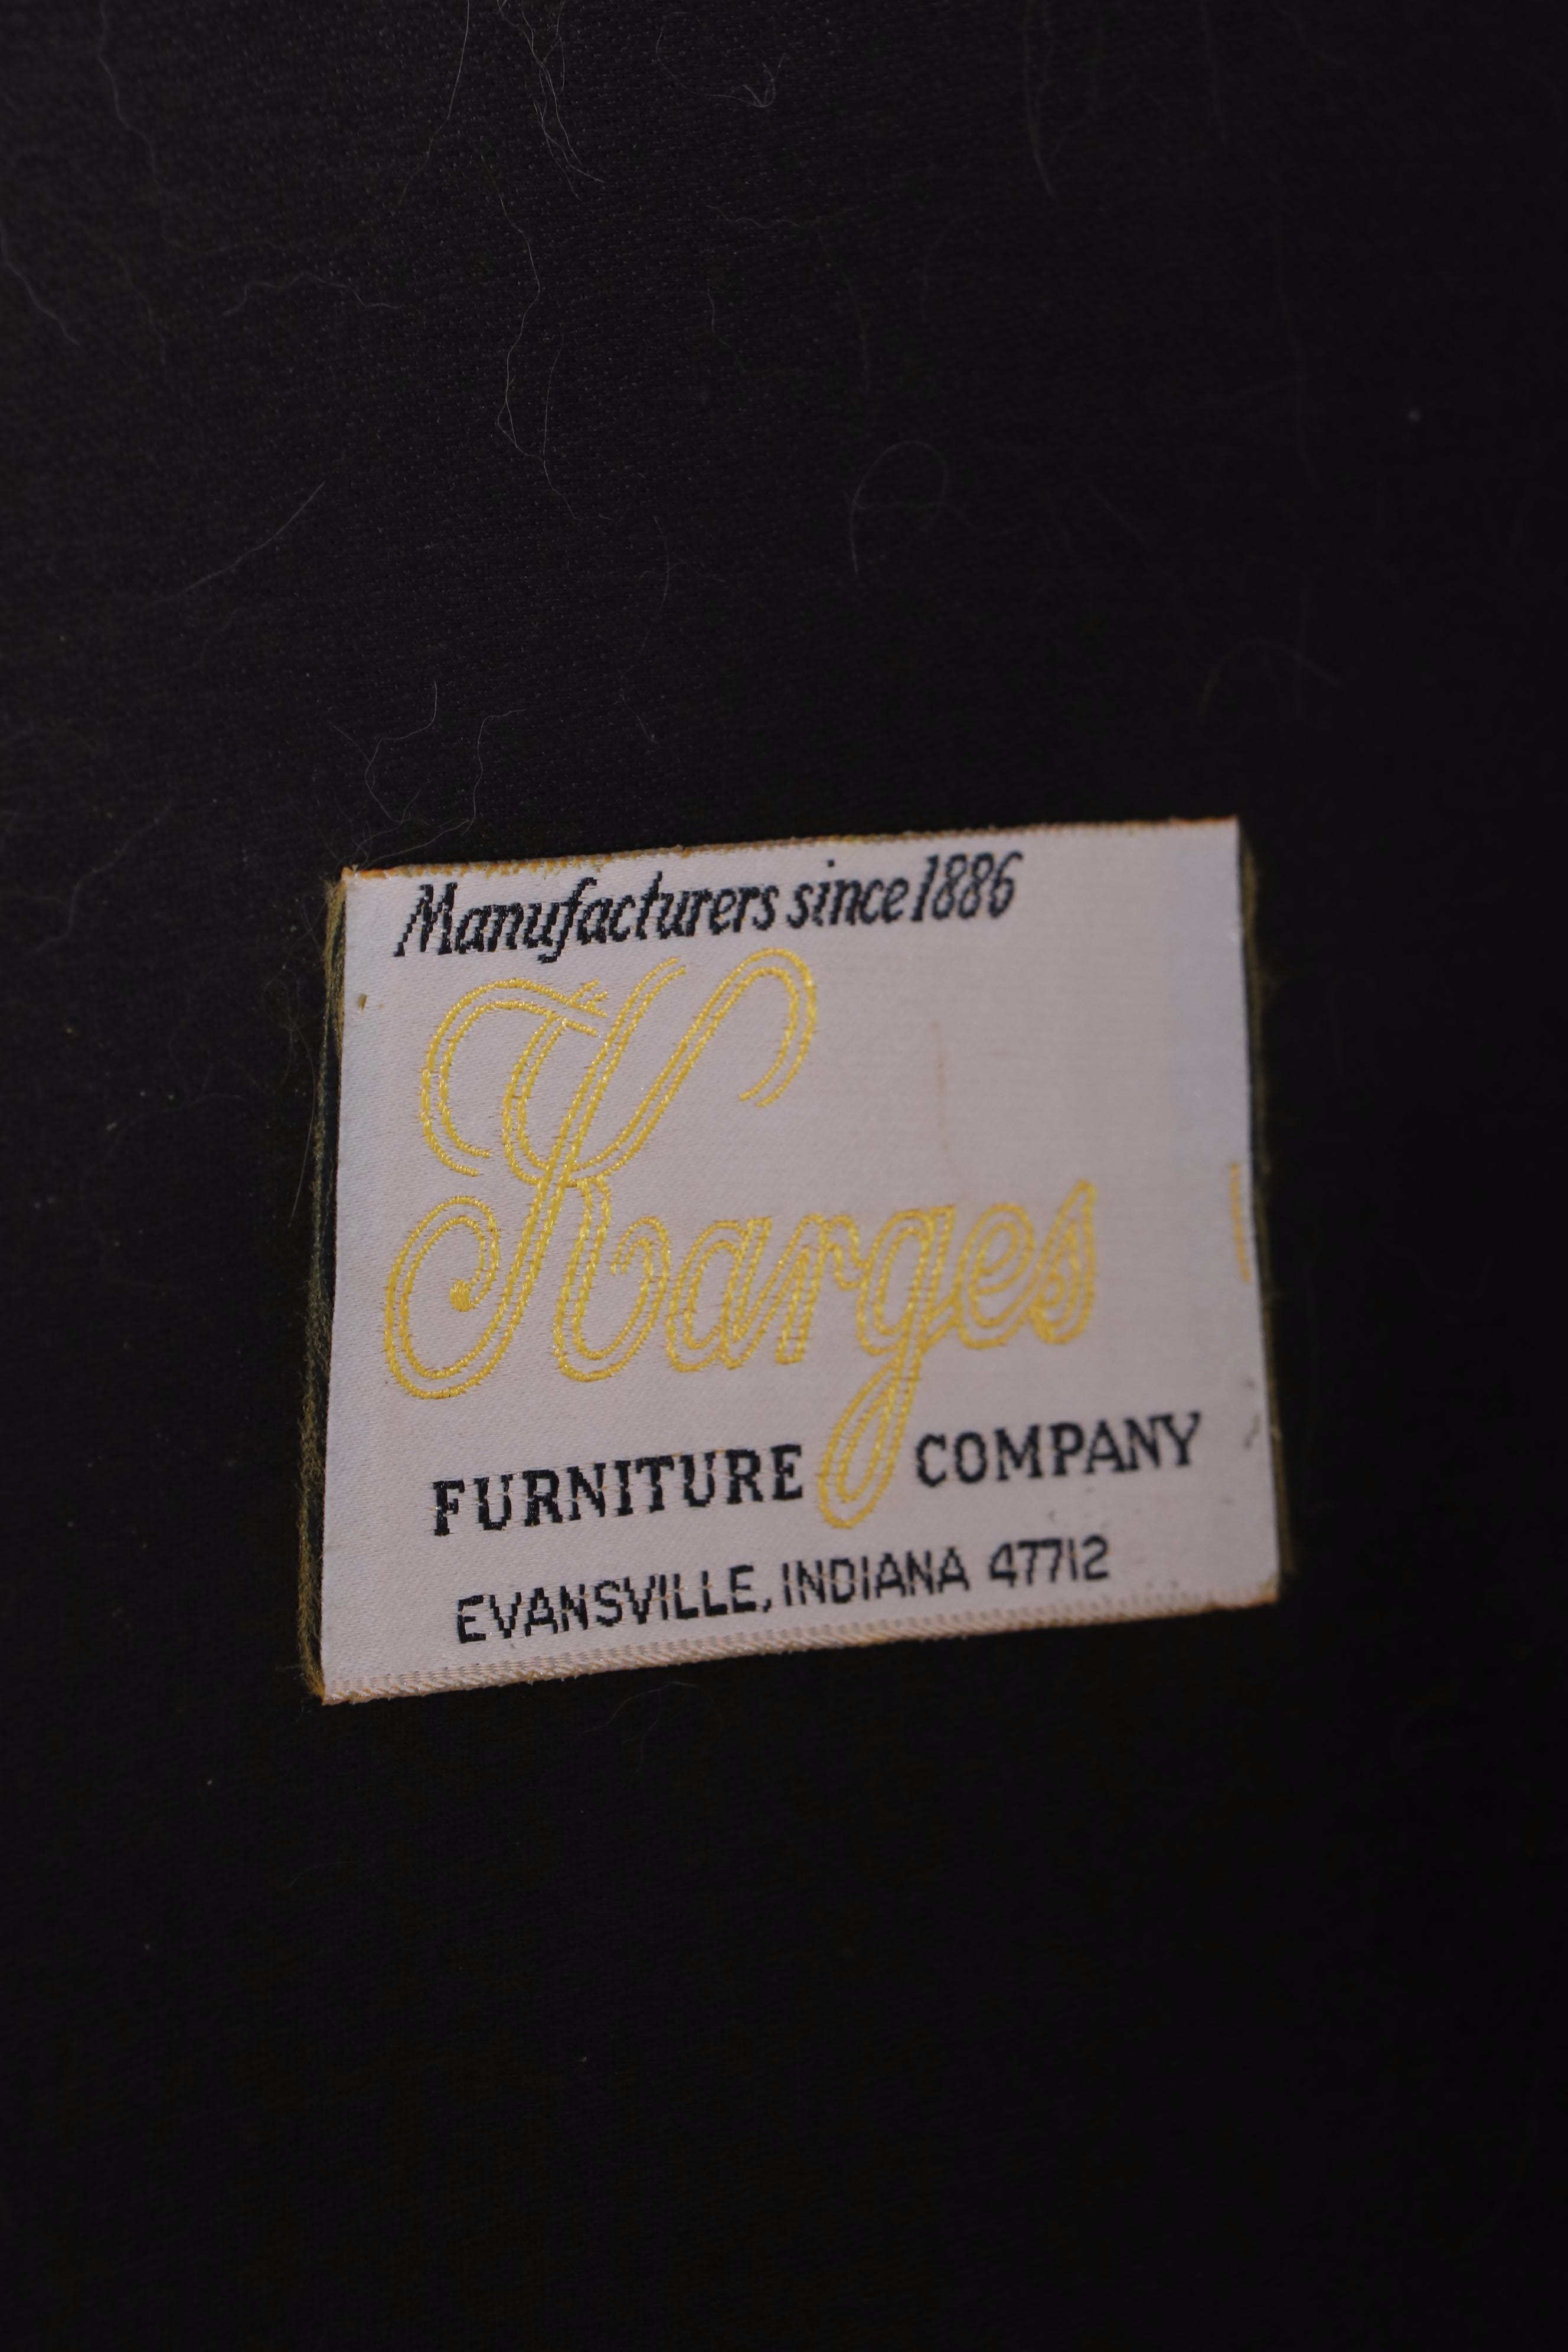 Manufacturers since 1886
Karges
FURNITURE COMPANY
EVANSVILLE, INDIANA 47712